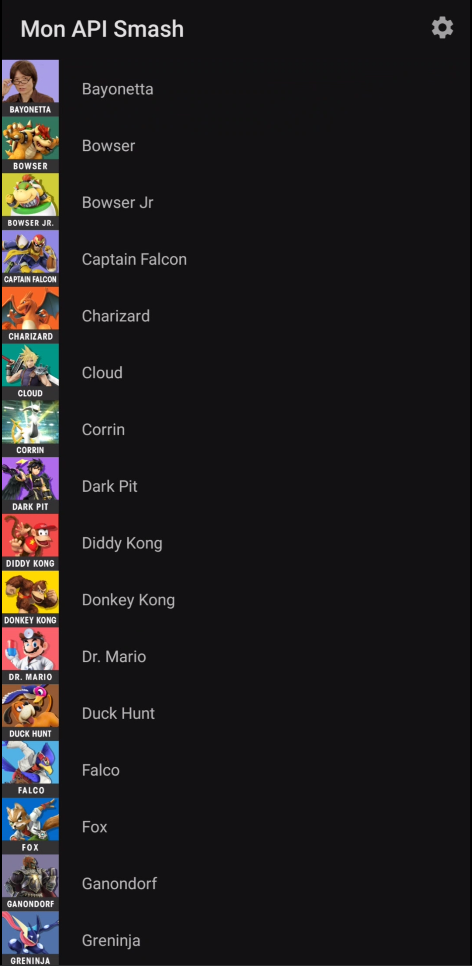 Mon API Smash
BAYONETTA
Bayonetta
BOWSER
Bowser
BOWSER JR.
Bowser Jr
CAPTAIN FALCON
Captain Falcon
CHARIZARD
Charizard
CLOUD
Cloud
CORRIN
Corrin
DARK PIT
Dark Pit
DIDDY KONG
Diddy Kong
DONKEY KONG
Donkey Kong
DR. MARIO
Dr. Mario
DUCK HUNT
Duck Hunt
FALCO
Falco
FOX
Fox
GANONDORF
Ganondorf
GRENINJA
Greninja